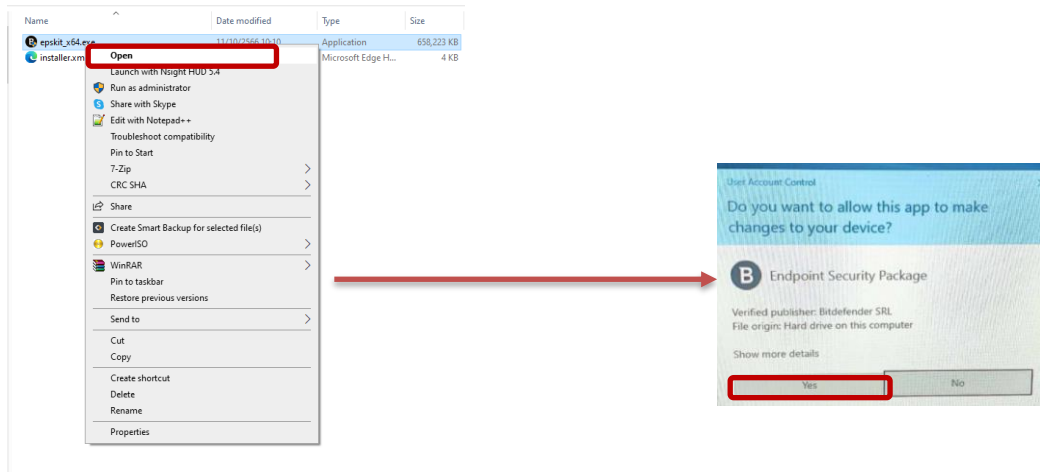 Name Date modified Type Size
epskit_x64.exe 11/10/2566 10:10 Application 658,223 KB
installer.xm Microsoft Edge H... 4 KB
Open
Launch with Nsight HUD 5.4
Run as administrator
Share with Skype
Edit with Notepad++
Troubleshoot compatibility
Pin to Start
7-Zip
CRC SHA
Share
Create Smart Backup for selected file(s)
PowerISO
WinRAR
Pin to taskbar
Restore previous versions
Send to
Cut
Copy
Create shortcut
Delete
Rename
Properties
User Account Control
Do you want to allow this app to make
changes to your device?
B Endpoint Security Package
Verified publisher: Bitdefender SRL
File origin: Hard drive on this computer
Show more details
Yes No